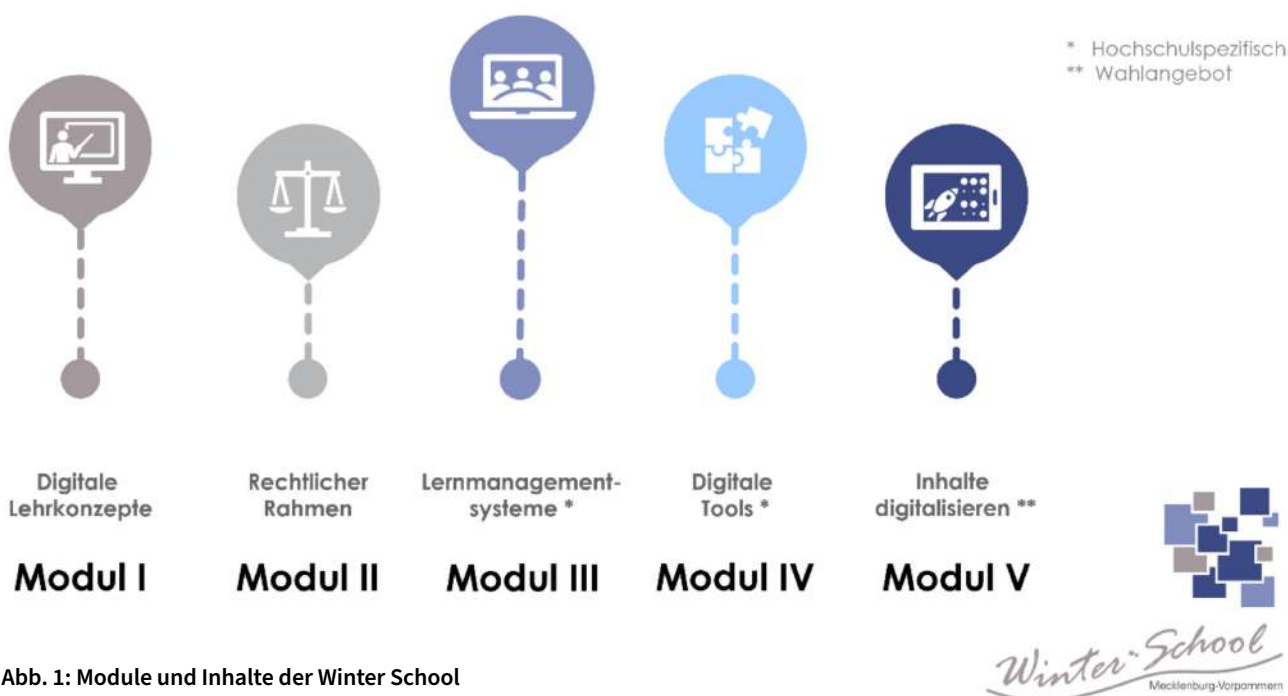 * Hochschulspezifisch
** Wahlangebot
Digitale
Lehrkonzepte
Modul I
Rechtlicher
Rahmen
Modul II
Lernmanagement-
systeme *
Modul III
Digitale
Tools *
Modul IV
Inhalte
digitalisieren **
Modul V
Winter School
Mecklenburg-Vorpommern
Abb. 1: Module und Inhalte der Winter School